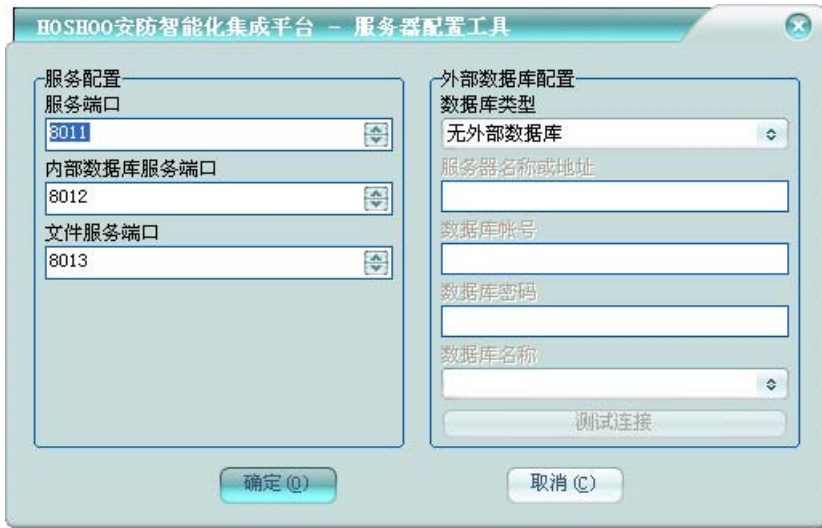 HOSHOO安防智能化集成平台 - 服务器配置工具
服务配置
服务端口
8011
内部数据库服务端口
8012
文件服务端口
8013
外部数据库配置
数据库类型
无外部数据库
服务器名称或地址
数据库帐号
数据库密码
数据库名称
测试连接
确定(O)
取消(C)